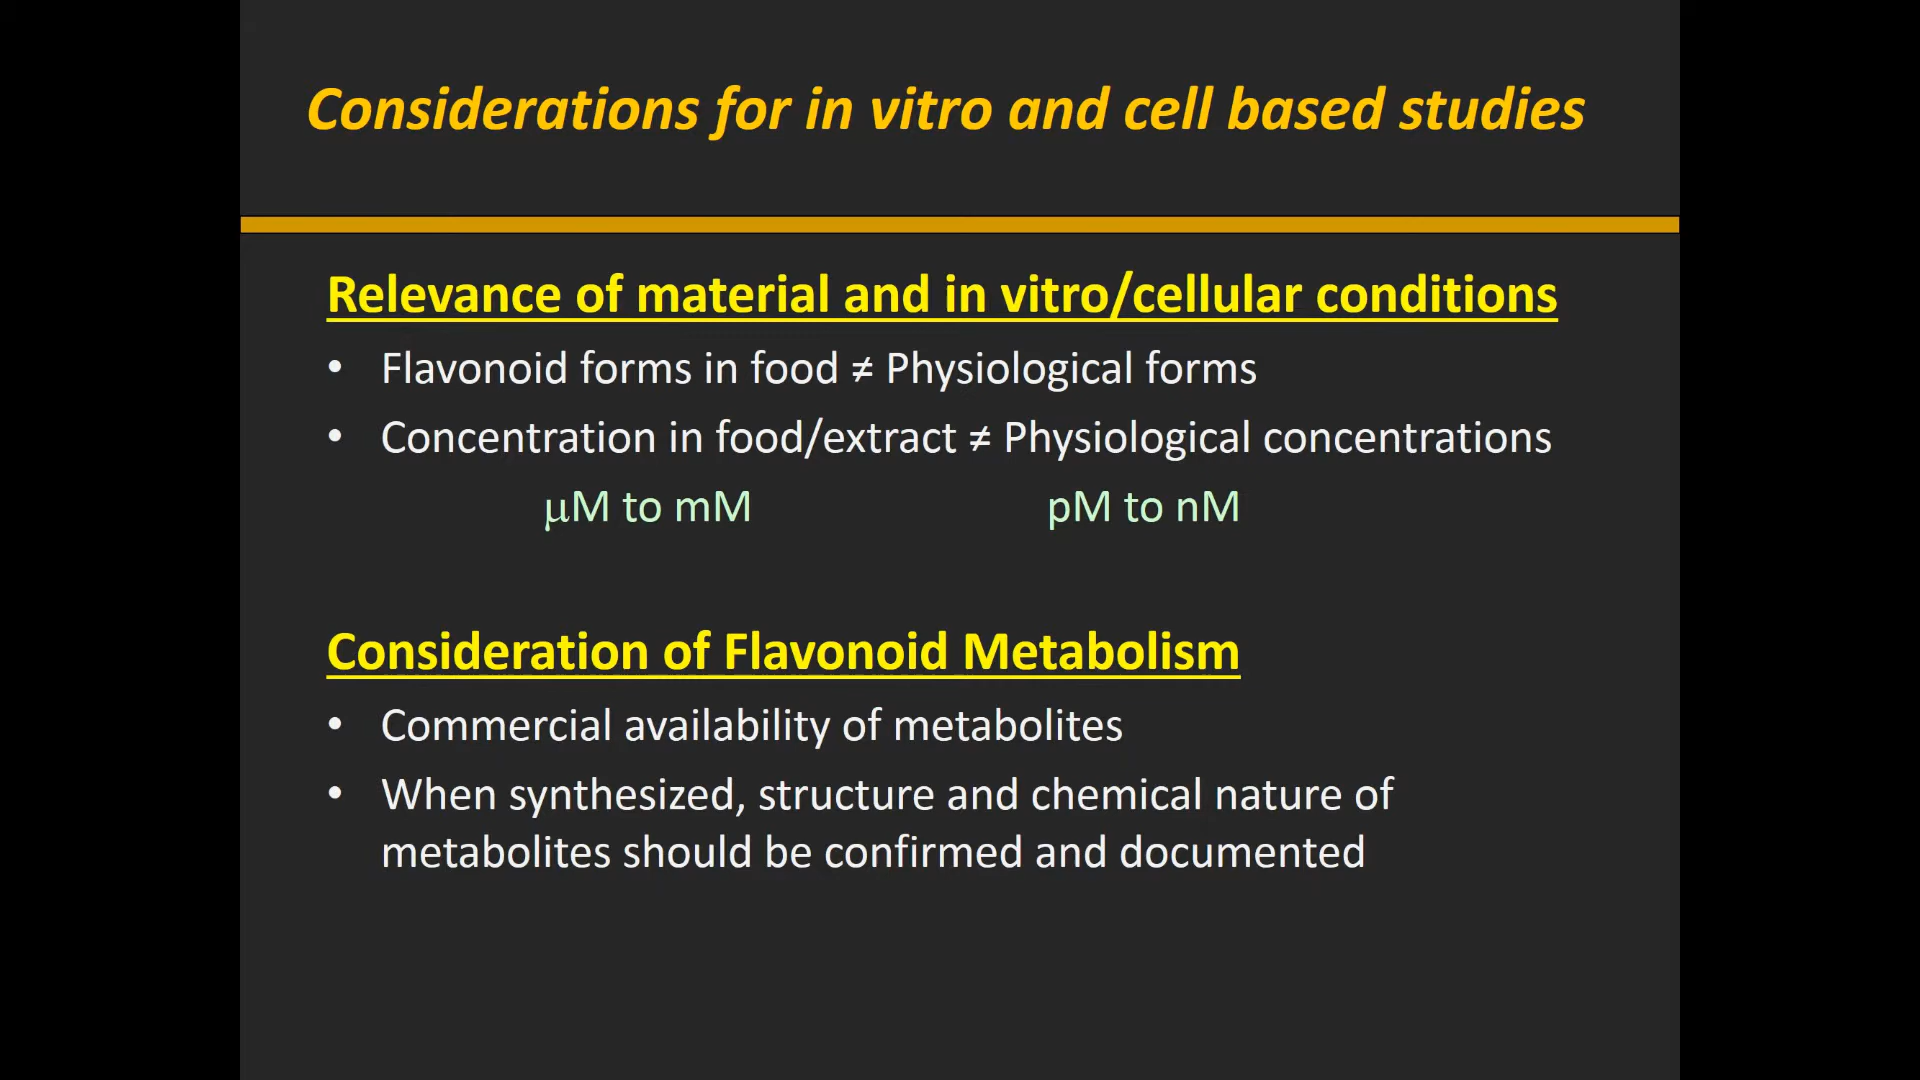 Considerations for in vitro and cell based studies
Relevance of material and in vitro/cellular conditions
• Flavonoid forms in food ≠ Physiological forms
• Concentration in food/extract ≠ Physiological concentrations
μM to mM pM to nM
Consideration of Flavonoid Metabolism
• Commercial availability of metabolites
• When synthesized, structure and chemical nature of
metabolites should be confirmed and documented